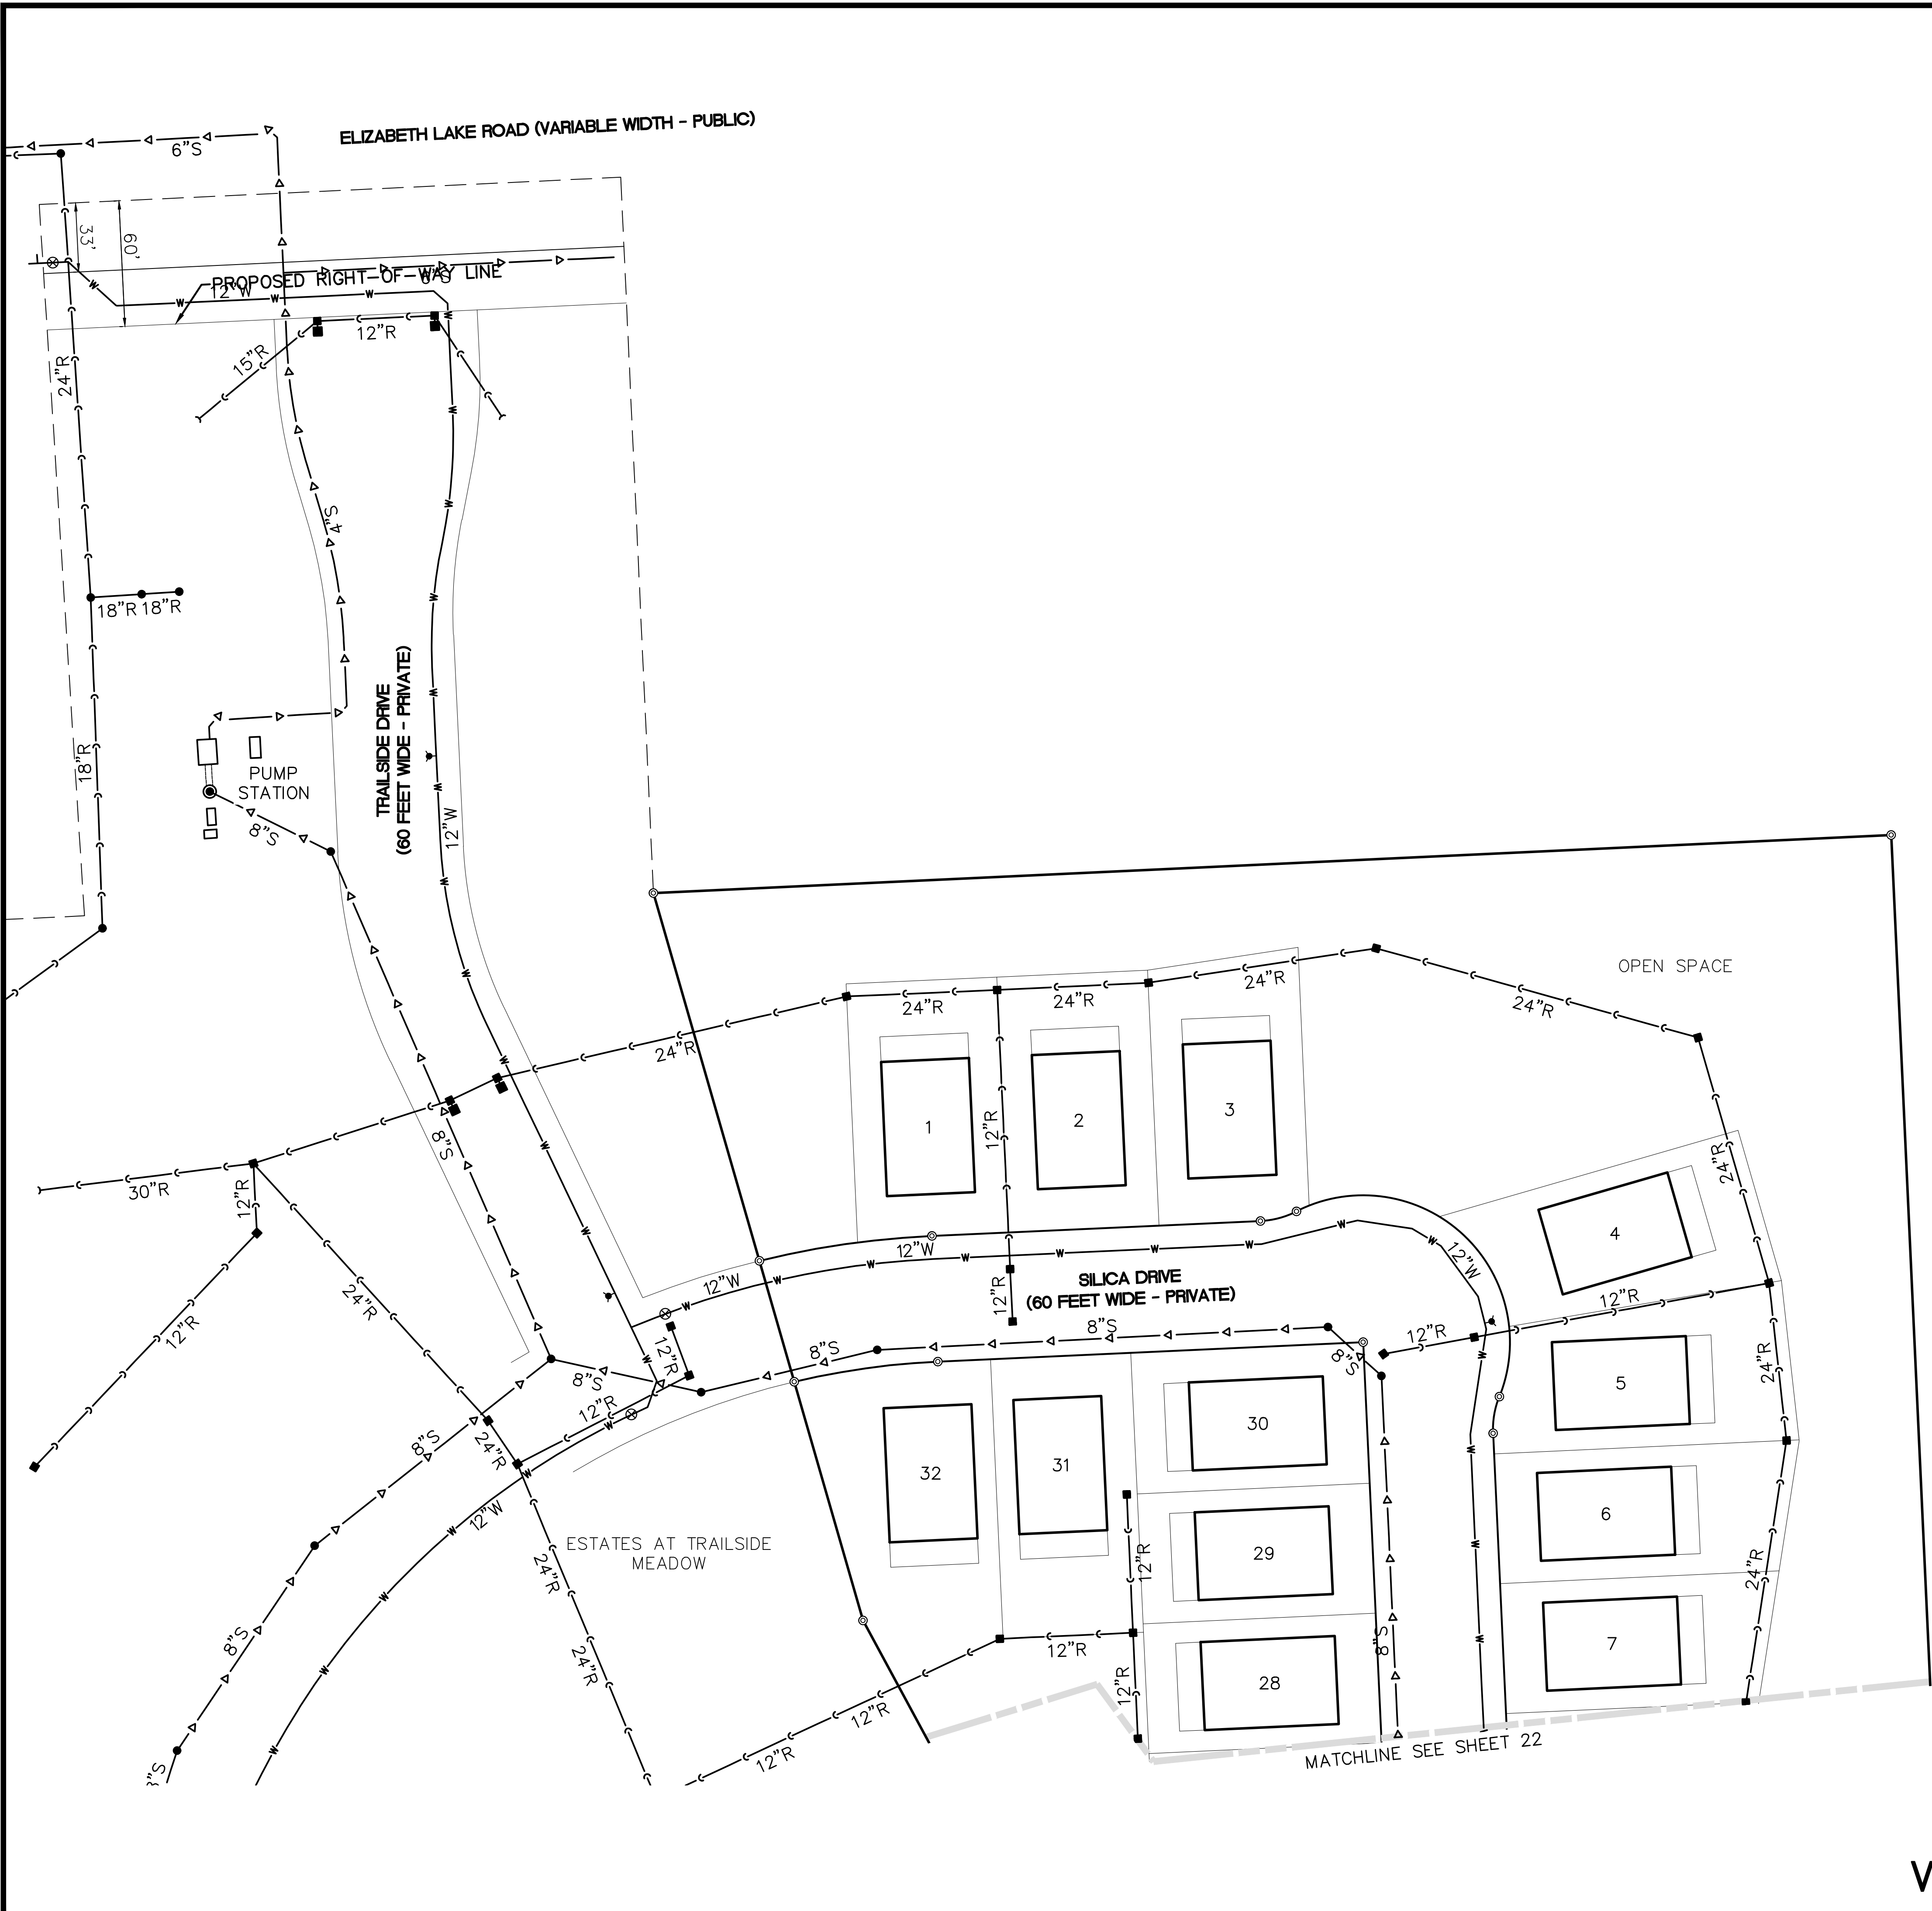 ELIZABETH LAKE ROAD (VARIABLE WIDTH - PUBLIC)
6"S
33'
60'
PROPOSED RIGHT-OF-WAY LINE
6"S
12"W
12"R
15"R
24"R
4"S
18"R 18"R
TRAILSIDE DRIVE
(60 FEET WIDE - PRIVATE)
18"R
PUMP
STATION
8"S
12"W
OPEN SPACE
24"R
24"R
24"R
24"R
24"R
1
2
3
12"R
8"S
24"R
30"R
12"R
4
12"W
12"W
12"W
SILICA DRIVE
(60 FEET WIDE - PRIVATE)
12"R
12"R
24"R
12"R
12"R
8"S
8"S
8"S
12"R
8"S
24"R
5
12"R
30
31
32
8"S
24"R
12"W
6
ESTATES AT TRAILSIDE
MEADOW
24"R
29
12"R
24"R
8"S
7
8"S
12"R
24"R
28
12"R
12"R
12"R
MATCHLINE SEE SHEET 22